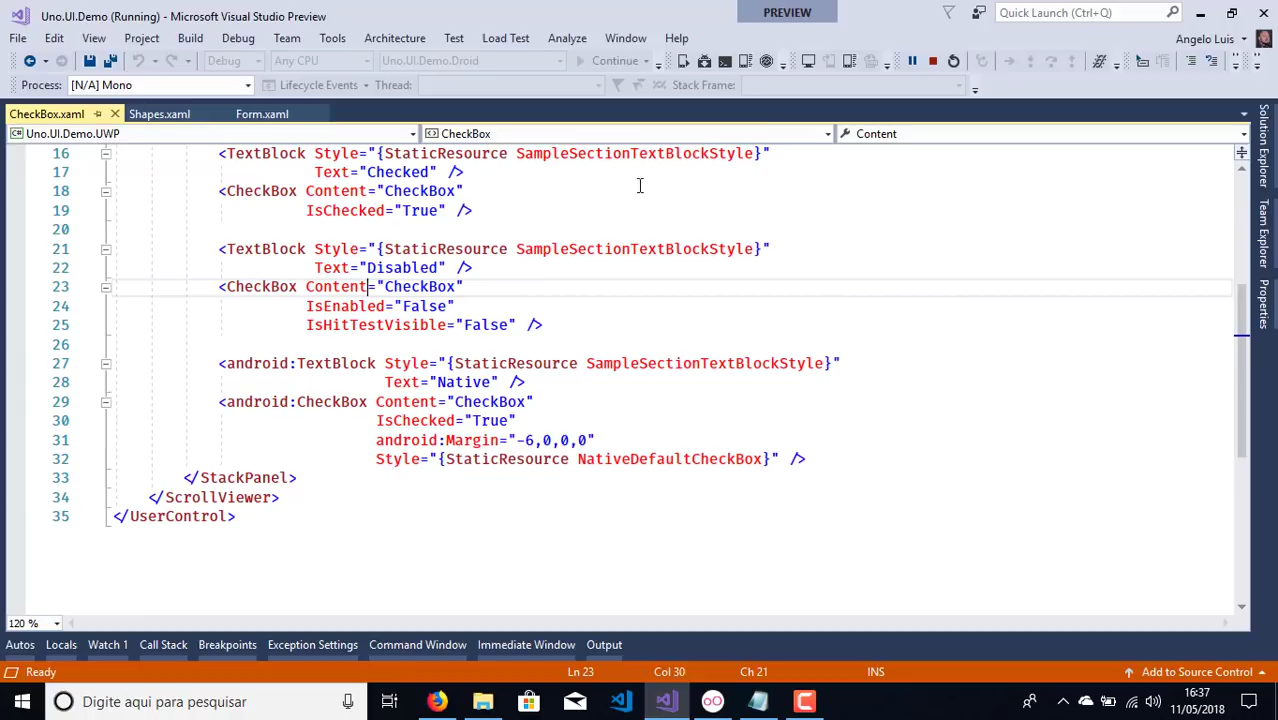 Uno.UI.Demo (Running) - Microsoft Visual Studio Preview
PREVIEW
Quick Launch (Ctrl+Q)
File Edit View Project Build Debug Team Tools Architecture Test Load Test Analyze Window Help
Angelo Luis
Debug Any CPU Uno.UI.Demo.Droid Continue
Process: [N/A] Mono Lifecycle Events Thread: Stack Frame:
CheckBox.xaml Shapes.xaml Form.xaml
Uno.UI.Demo.UWP CheckBox Content
16 <TextBlock Style="{StaticResource SampleSectionTextBlockStyle}"
17 Text="Checked" />
18 <CheckBox Content="CheckBox"
19 IsChecked="True" />
20
21 <TextBlock Style="{StaticResource SampleSectionTextBlockStyle}"
22 Text="Disabled" />
23 <CheckBox Content="CheckBox"
24 IsEnabled="False"
25 IsHitTestVisible="False" />
26
27 <android:TextBlock Style="{StaticResource SampleSectionTextBlockStyle}"
28 Text="Native" />
29 <android:CheckBox Content="CheckBox"
30 IsChecked="True"
31 android:Margin="-6,0,0,0"
32 Style="{StaticResource NativeDefaultCheckBox}" />
33 </StackPanel>
34 </ScrollViewer>
35 </UserControl>
Solution Explorer
Team Explorer
Properties
120 %
Autos Locals Watch 1 Call Stack Breakpoints Exception Settings Command Window Immediate Window Output
Ready Ln 23 Col 30 Ch 21 INS Add to Source Control
Digite aqui para pesquisar
16:37
11/05/2018